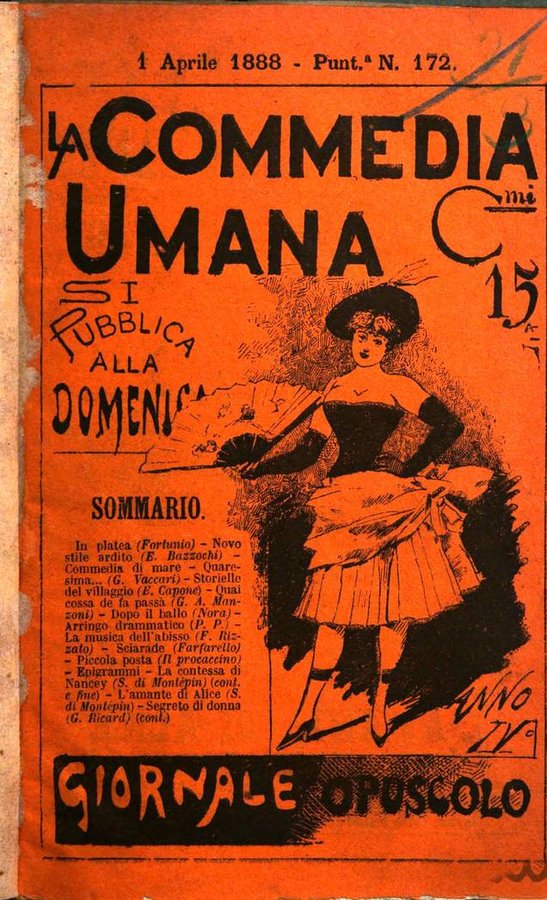 1 Aprile 1888 - Punt.ª N. 172.
LA COMMEDIA
UMANA
Cmi
15
SI
PUBBLICA
ALLA
DOMENICA
SOMMARIO.
In platea (Fortunio) - Novo
stile ardito (E. Bazzochi) -
Commedia di mare - Quare-
sima... (G. Vaccari) - Storielle
del villaggio (E. Capone) - Quai
cossa de fa passà (G. A. Man-
zoni) - Dopo il ballo (Nora) -
Arringo drammatico (P. P.) -
La musica dell'abisso (F. Riz-
zato) - Sciarade (Farfarello)
- Piccola posta (Il procaccino)
- Epigrammi - La contessa di
Nancey (S. di Montépin) (cont.
e fine) - L'amante di Alice (S.
di Montépin) - Segreto di donna
(G. Ricard) (cont.)
ANNO
IVº
GIORNALE OPUSCOLO